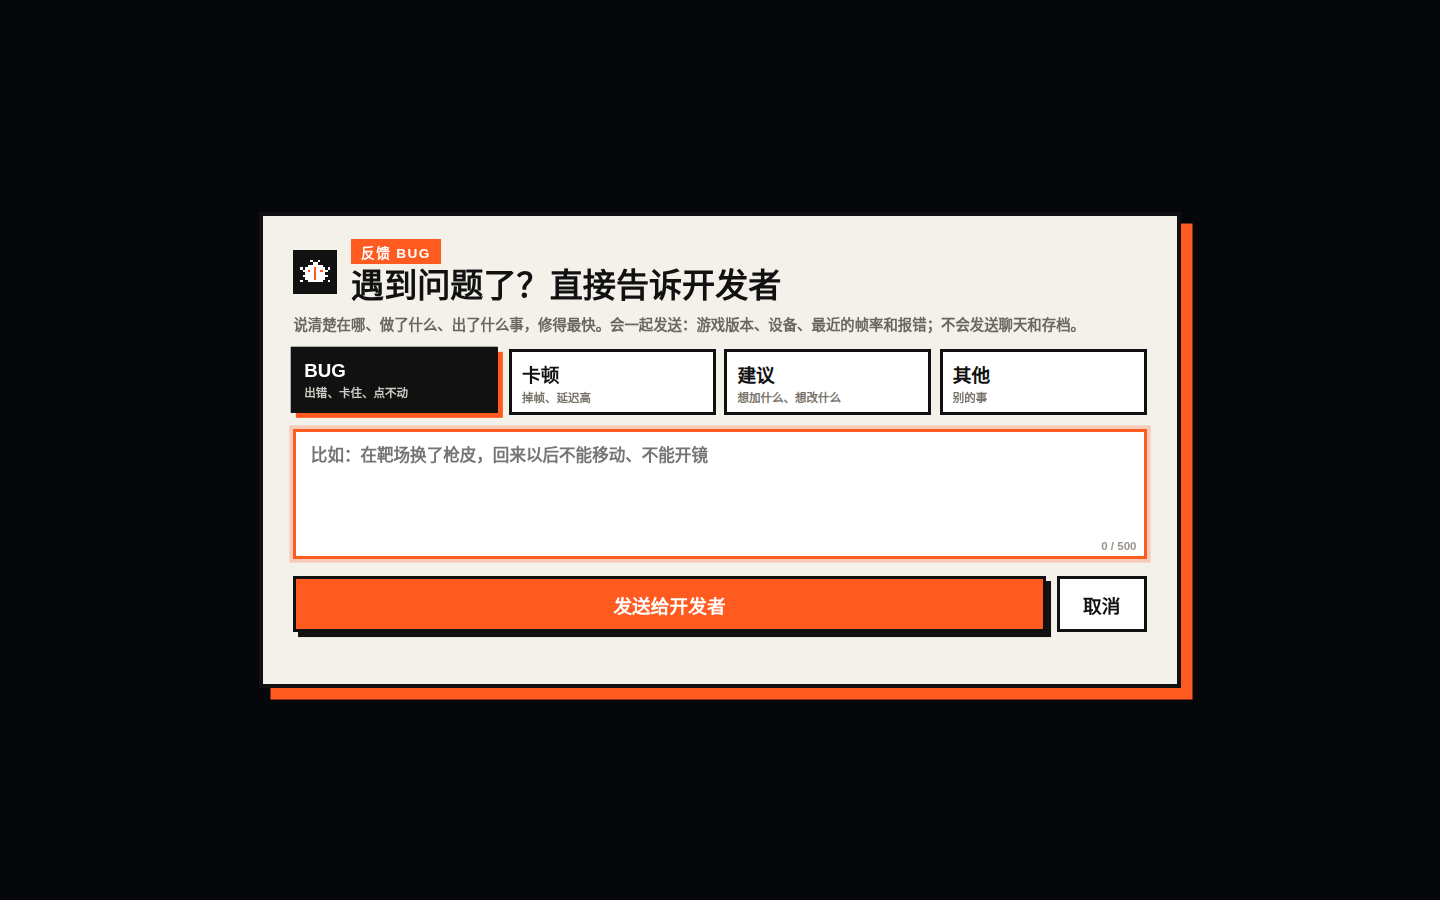 反馈 BUG
遇到问题了？直接告诉开发者
说清楚在哪、做了什么、出了什么事，修得最快。会一起发送：游戏版本、设备、最近的帧率和报错；不会发送聊天和存档。
BUG
出错、卡住、点不动
卡顿
掉帧、延迟高
建议
想加什么、想改什么
其他
别的事
比如：在靶场换了枪皮，回来以后不能移动、不能开镜
0 / 500
发送给开发者
取消